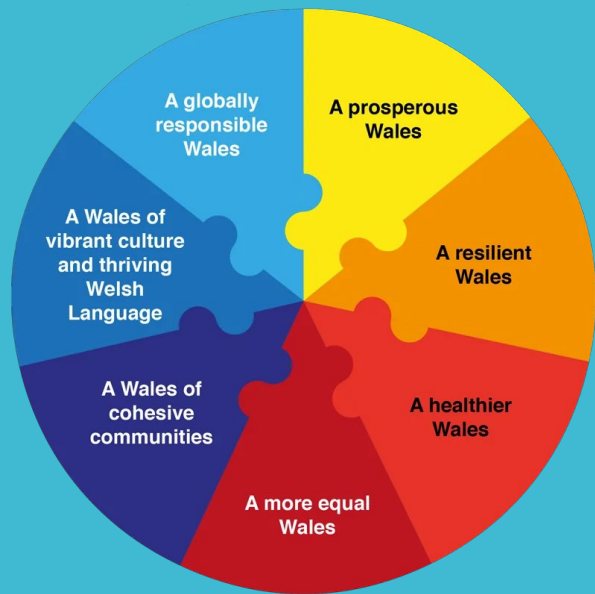 A prosperous
Wales
A resilient
Wales
A healthier
Wales
A more equal
Wales
A Wales of
cohesive
communities
A Wales of
vibrant culture
and thriving
Welsh
Language
A globally
responsible
Wales